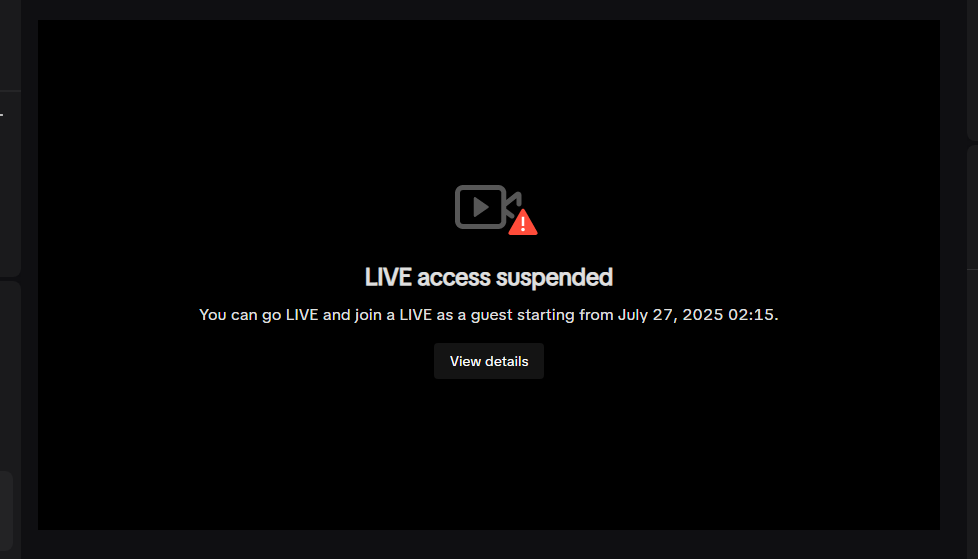 LIVE access suspended
You can go LIVE and join a LIVE as a guest starting from July 27, 2025 02:15.
View details